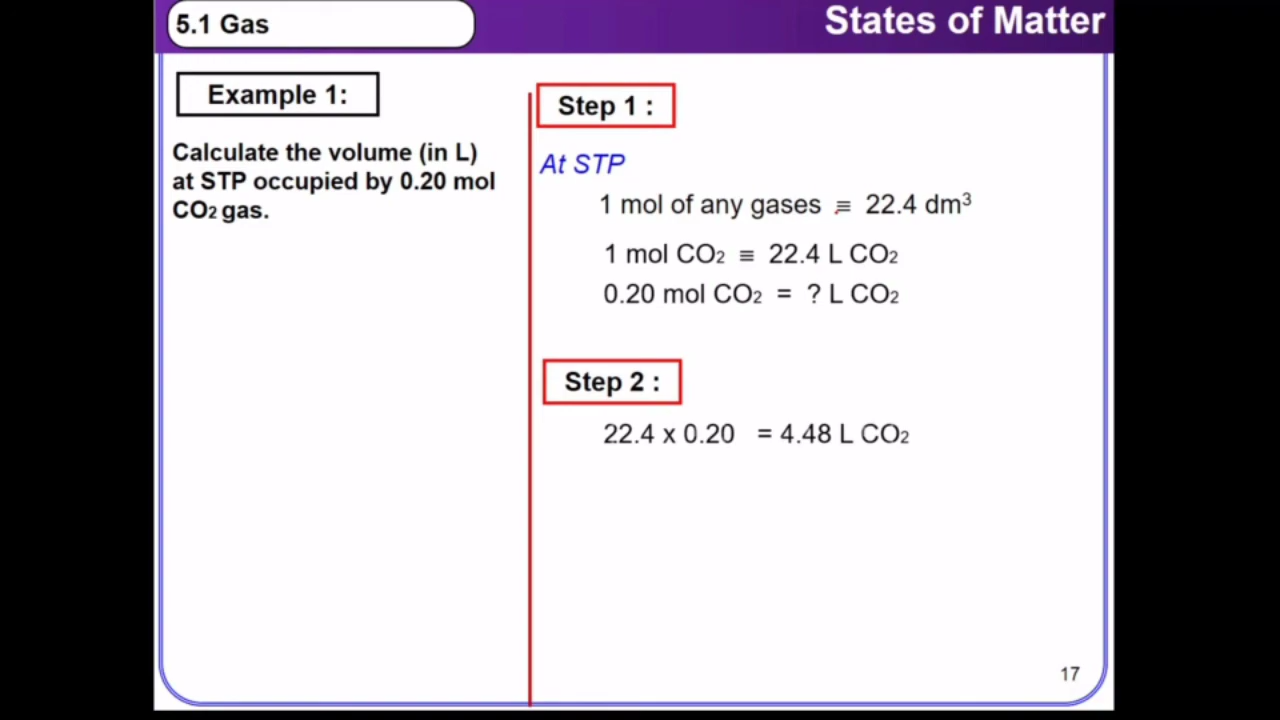 5.1 Gas
States of Matter
Example 1:
Calculate the volume (in L)
at STP occupied by 0.20 mol
CO2 gas.
Step 1 :
At STP
1 mol of any gases ≡ 22.4 dm³
1 mol CO2 ≡ 22.4 L CO2
0.20 mol CO2 = ? L CO2
Step 2 :
22.4 x 0.20 = 4.48 L CO2
17